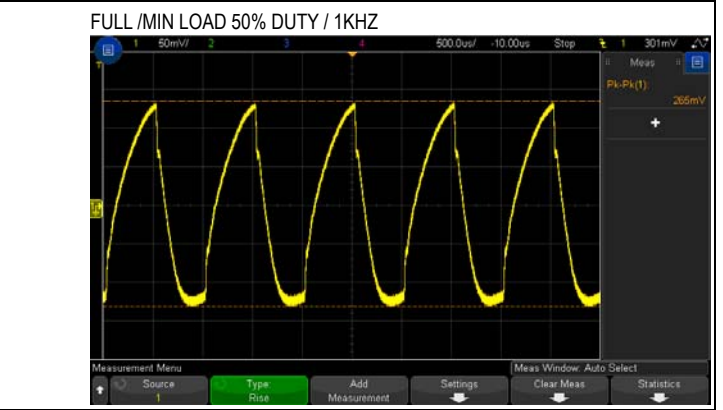 FULL /MIN LOAD 50% DUTY / 1KHZ
1 50mV/ 2 3 4 500.0us/ -10.00us Stop 1 301mV
Meas
Pk-Pk(1):
265mV
+
Measurement Menu
Meas Window: Auto Select
Source
1
Type:
Rise
Add
Measurement
Settings
Clear Meas
Statistics